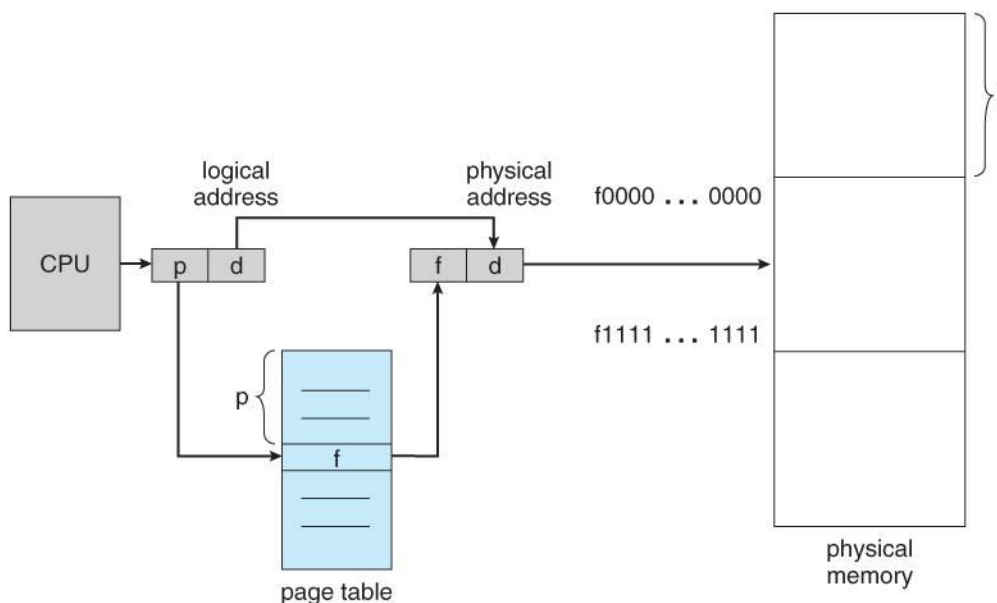 logical
address
physical
address
f0000 ... 0000
CPU
p d
f d
f1111 ... 1111
p
f
page table
physical
memory